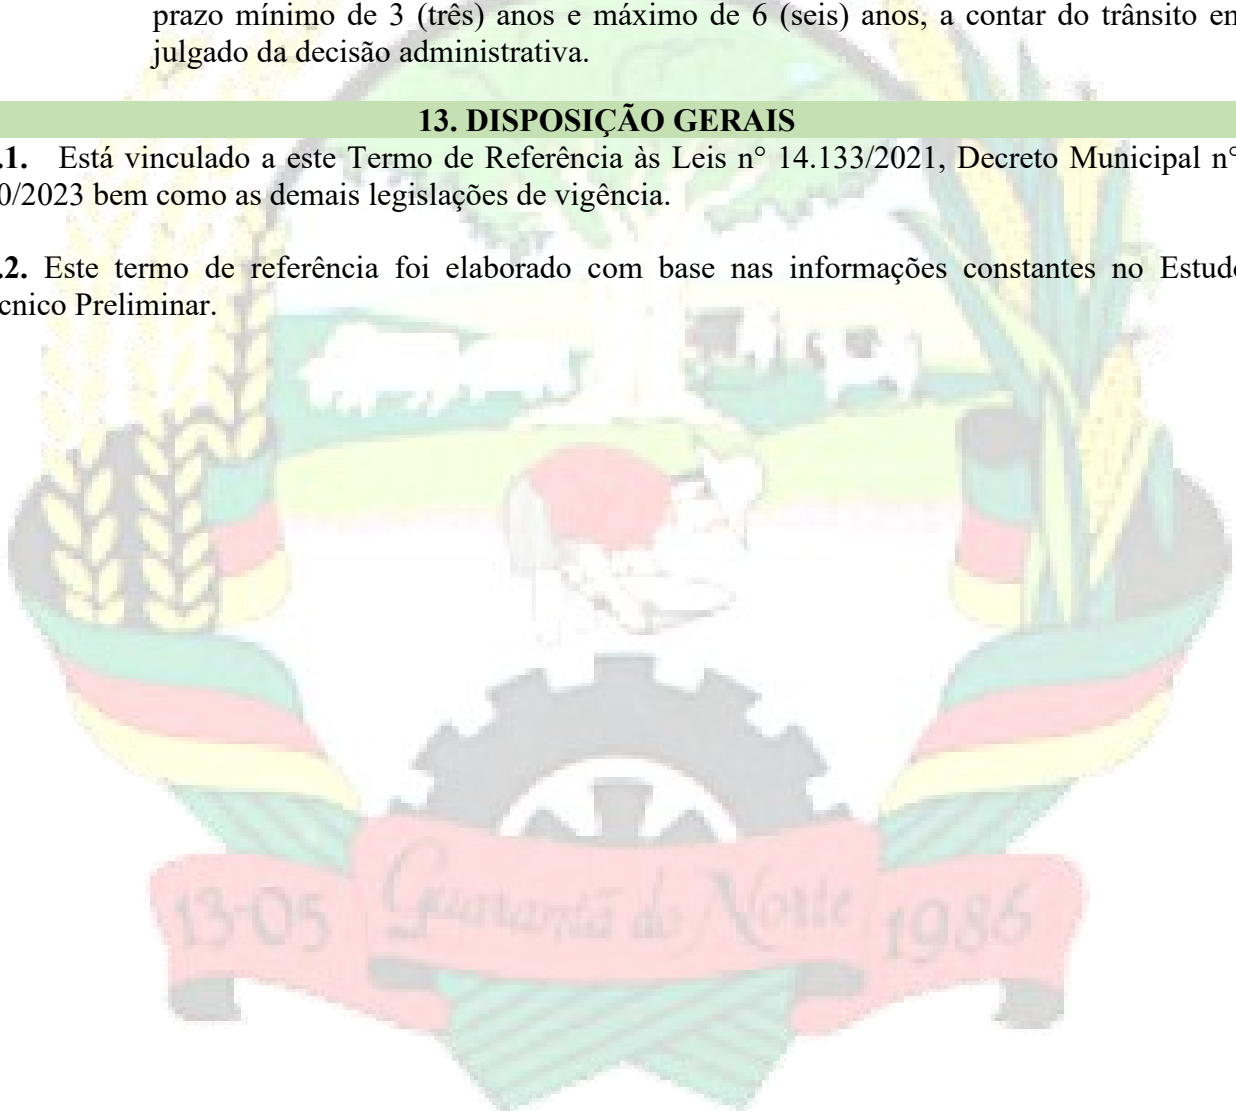 prazo mínimo de 3 (três) anos e máximo de 6 (seis) anos, a contar do trânsito em
julgado da decisão administrativa.
13. DISPOSIÇÃO GERAIS
.1. Está vinculado a este Termo de Referência às Leis n° 14.133/2021, Decreto Municipal n°
0/2023 bem como as demais legislações de vigência.
.2. Este termo de referência foi elaborado com base nas informações constantes no Estudo
cnico Preliminar.
13-05 Guarantã do Norte 1986